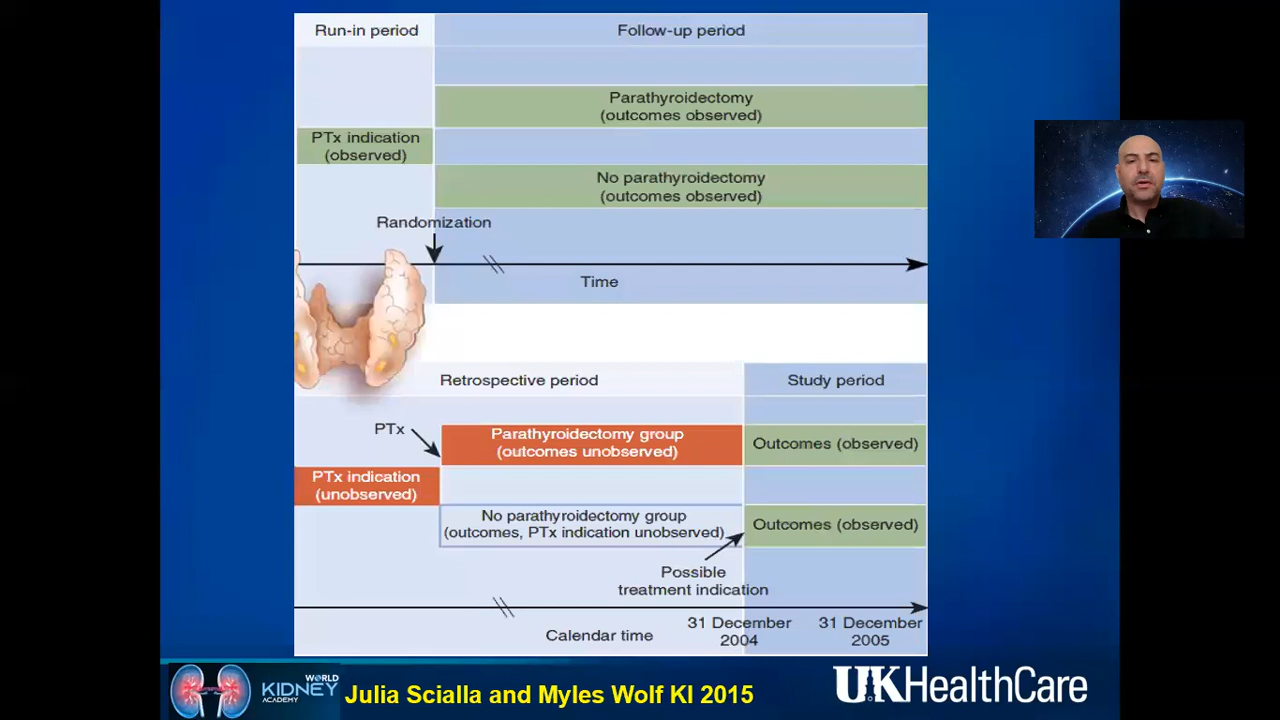 Run-in period
Follow-up period
Parathyroidectomy
(outcomes observed)
PTx indication
(observed)
No parathyroidectomy
(outcomes observed)
Randomization
Time
Retrospective period
Study period
PTx
Parathyroidectomy group
(outcomes unobserved)
Outcomes (observed)
PTx indication
(unobserved)
No parathyroidectomy group
(outcomes, PTx indication unobserved)
Outcomes (observed)
Possible
treatment indication
Calendar time
31 December
2004
31 December
2005
WORLD
KIDNEY
ACADEMY
Julia Scialla and Myles Wolf KI 2015
UKHealthCare